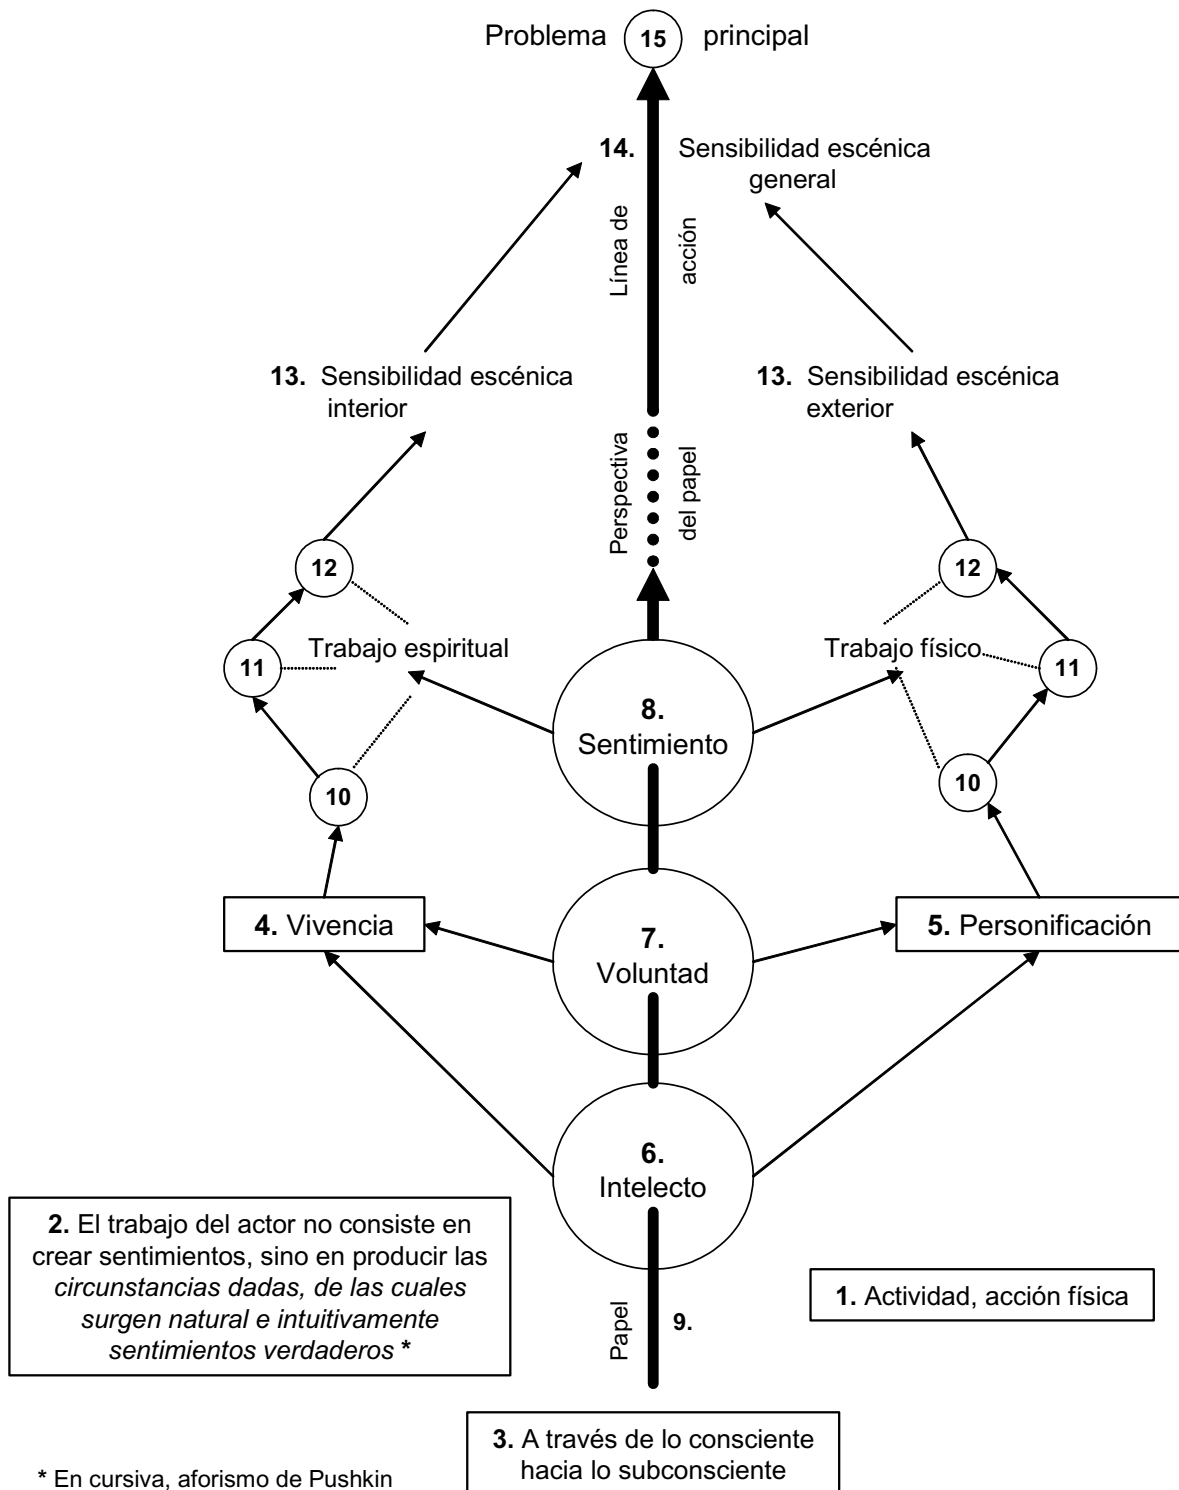 Problema 15 principal
14. Sensibilidad escénica
general
Línea de acción
13. Sensibilidad escénica
interior
13. Sensibilidad escénica
exterior
Perspectiva
del papel
12
12
11
Trabajo espiritual
Trabajo físico
11
8.
Sentimiento
10
10
4. Vivencia
7.
Voluntad
5. Personificación
6.
Intelecto
2. El trabajo del actor no consiste en
crear sentimientos, sino en producir las
circunstancias dadas, de las cuales
surgen natural e intuitivamente
sentimientos verdaderos *
Papel
9.
1. Actividad, acción física
3. A través de lo consciente
hacia lo subconsciente
* En cursiva, aforismo de Pushkin